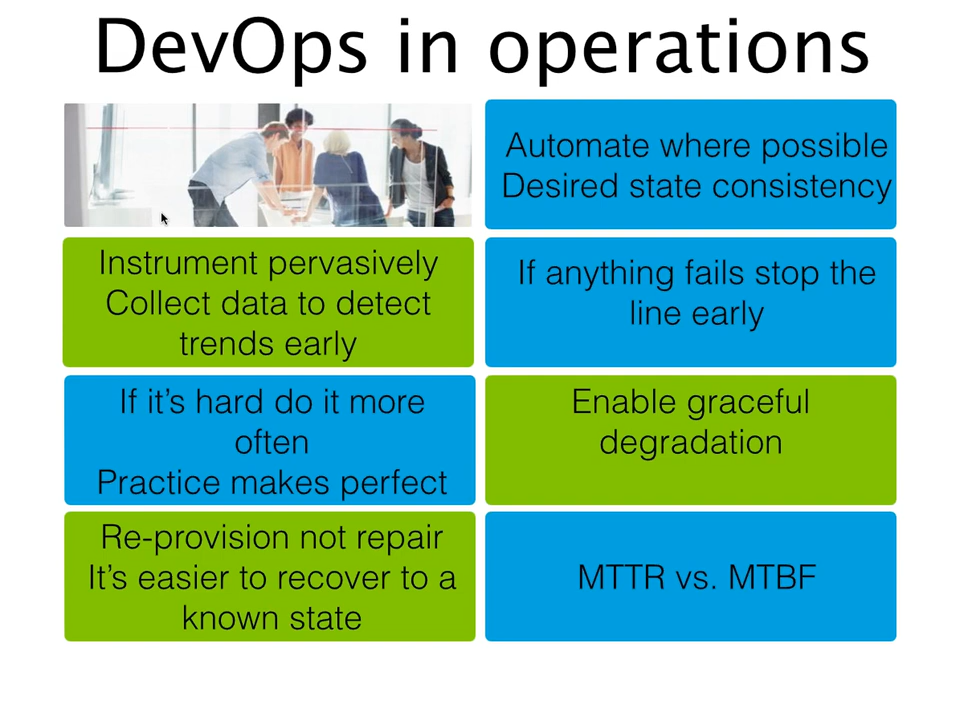 DevOps in operations
Automate where possible
Desired state consistency
Instrument pervasively
Collect data to detect
trends early
If anything fails stop the
line early
If it's hard do it more
often
Practice makes perfect
Enable graceful
degradation
Re-provision not repair
It's easier to recover to a
known state
MTTR vs. MTBF